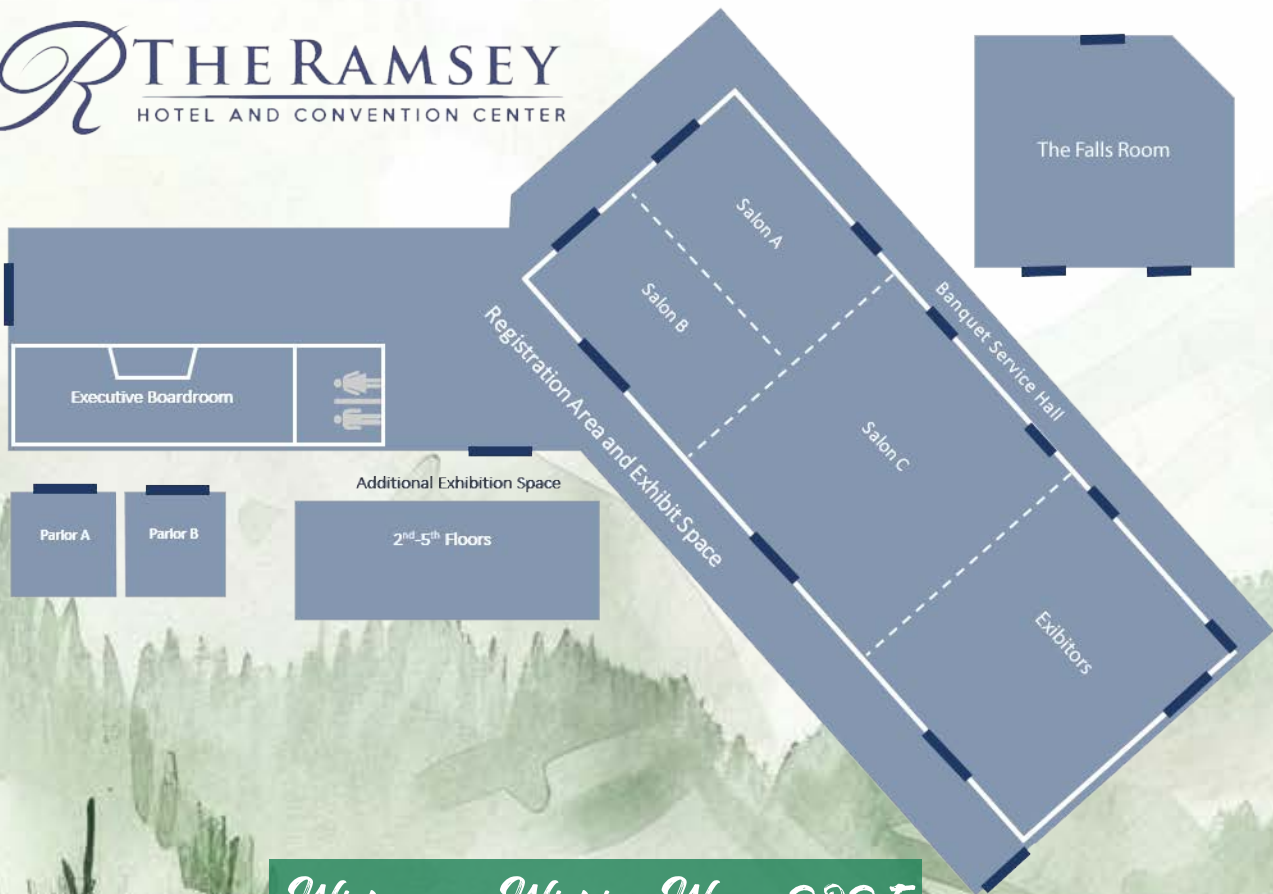 THE RAMSEY
HOTEL AND CONVENTION CENTER
The Falls Room
Salon A
Salon B
Banquet Service Hall
Registration Area and Exhibit Space
Executive Boardroom
Salon C
Additional Exhibition Space
Parlor A
Parlor B
2nd-5th Floors
Exibitors